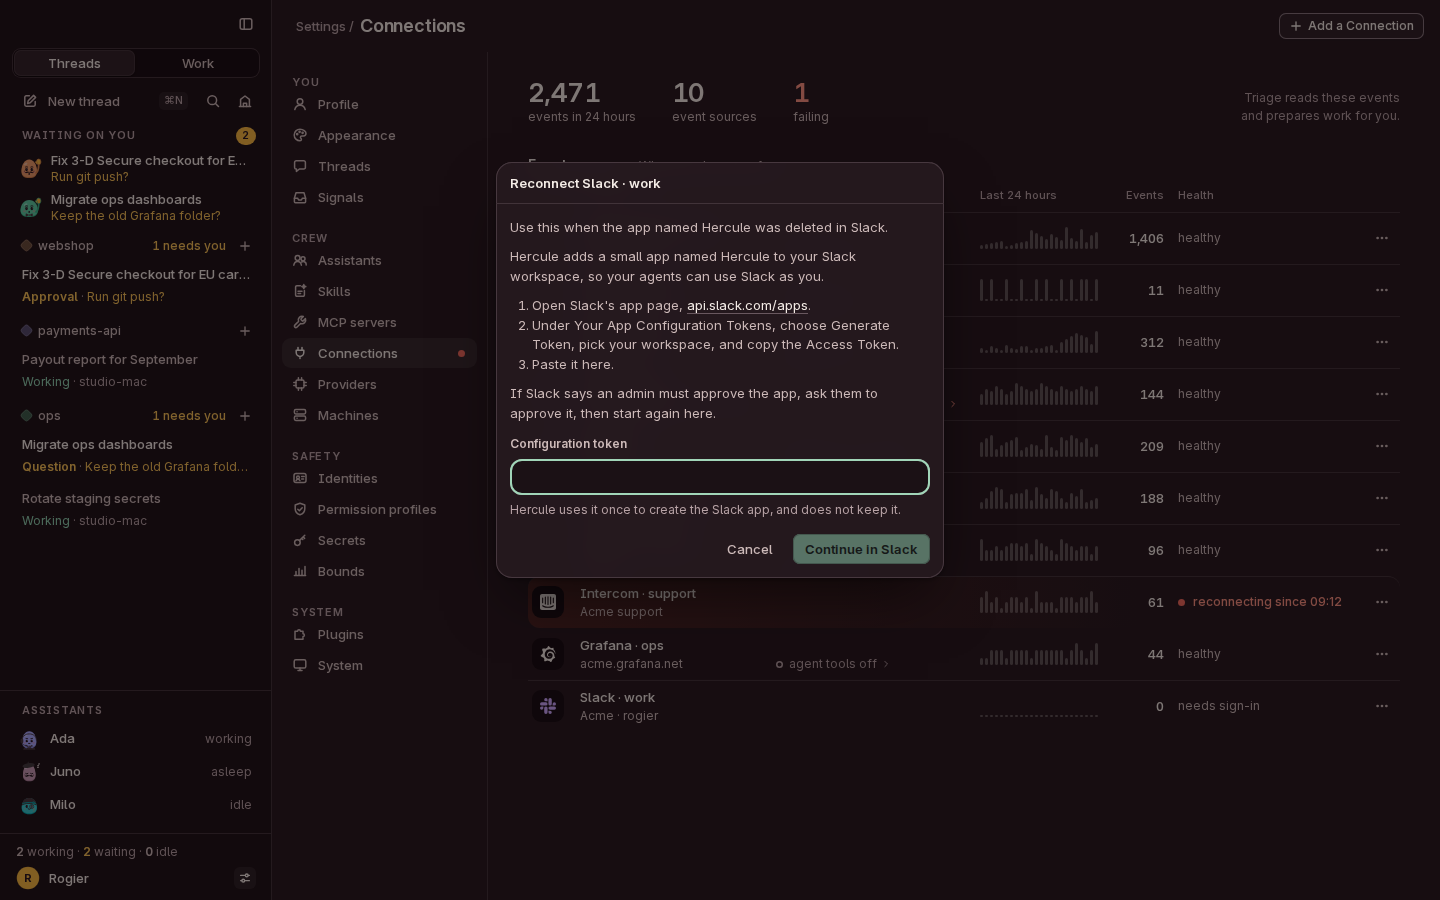 Threads
Work
New thread
⌘N
WAITING ON YOU
2
Fix 3-D Secure checkout for E…
Run git push?
Migrate ops dashboards
Keep the old Grafana folder?
webshop
1 needs you
Fix 3-D Secure checkout for EU car…
Approval · Run git push?
payments-api
Payout report for September
Working · studio-mac
ops
1 needs you
Migrate ops dashboards
Question · Keep the old Grafana fold…
Rotate staging secrets
Working · studio-mac
ASSISTANTS
Ada
working
Juno
asleep
Milo
idle
2 working · 2 waiting · 0 idle
R
Rogier
Settings / Connections
Add a Connection
YOU
Profile
Appearance
Threads
Signals
CREW
Assistants
Skills
MCP servers
Connections
Providers
Machines
SAFETY
Identities
Permission profiles
Secrets
Bounds
SYSTEM
Plugins
System
2,471
events in 24 hours
10
event sources
1
failing
Triage reads these events
and prepares work for you.
Last 24 hours
Events
Health
1,406
healthy
11
healthy
312
healthy
144
healthy
209
healthy
188
healthy
96
healthy
Intercom · support
Acme support
61
reconnecting since 09:12
Grafana · ops
acme.grafana.net
agent tools off
44
healthy
Slack · work
Acme · rogier
0
needs sign-in
Reconnect Slack · work
Use this when the app named Hercule was deleted in Slack.
Hercule adds a small app named Hercule to your Slack
workspace, so your agents can use Slack as you.
1. Open Slack's app page, api.slack.com/apps.
2. Under Your App Configuration Tokens, choose Generate
Token, pick your workspace, and copy the Access Token.
3. Paste it here.
If Slack says an admin must approve the app, ask them to
approve it, then start again here.
Configuration token
Hercule uses it once to create the Slack app, and does not keep it.
Cancel
Continue in Slack